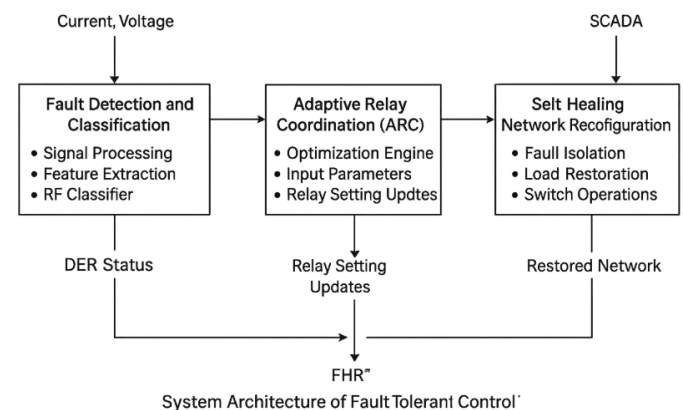 Current, Voltage
SCADA
Fault Detection and
Classification
• Signal Processing
• Feature Extraction
• RF Classifier
Adaptive Relay
Coordination (ARC)
• Optimization Engine
• Input Parameters
• Relay Setting Updtes
Selt Healing
Network Recofiguration
• Fault Isolation
• Load Restoration
• Switch Operations
DER Status
Relay Setting
Updates
Restored Network
FHR"
System Architecture of Fault Tolerant Control